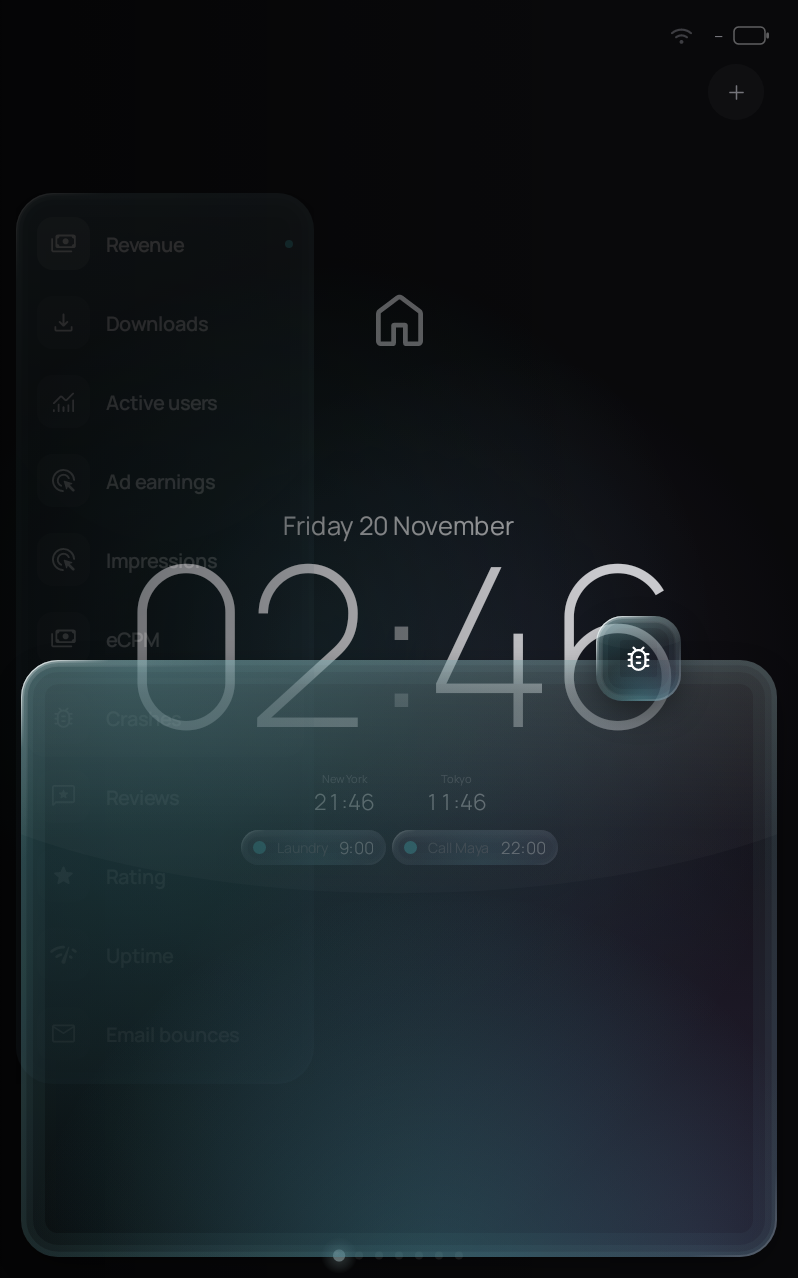 Revenue
Downloads
Active users
Ad earnings
Friday 20 November
Impressions
02:46
eCPM
Crashes
New York
Tokyo
Reviews
21:46
11:46
Laundry 9:00
Call Maya 22:00
Rating
Uptime
Email bounces